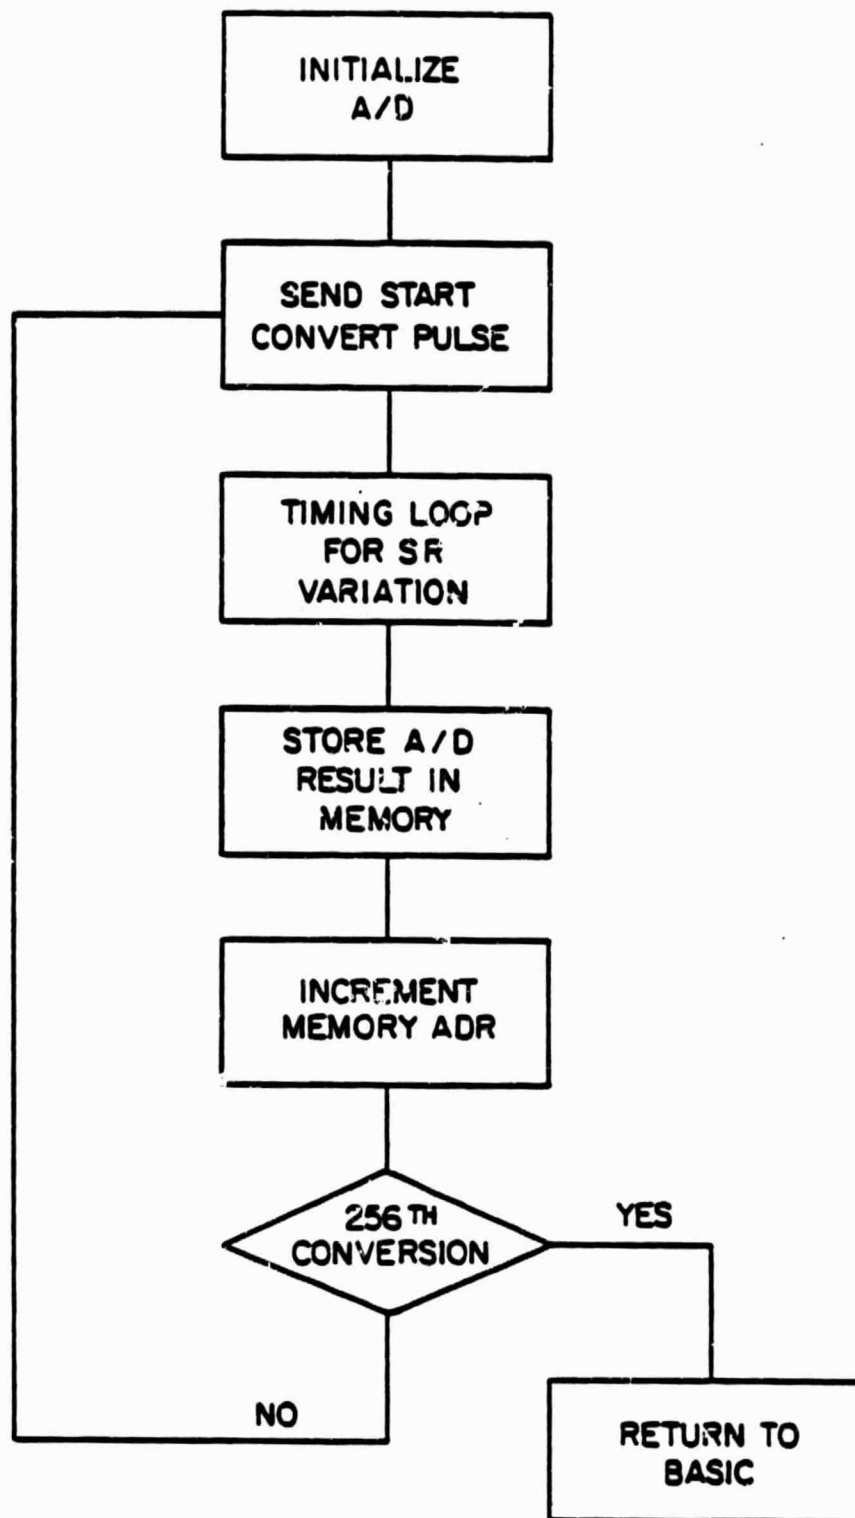 INITIALIZE
A/D
SEND START
CONVERT PULSE
TIMING LOOP
FOR SR
VARIATION
STORE A/D
RESULT IN
MEMORY
INCREMENT
MEMORY ADR
256TH
CONVERSION
YES
NO
RETURN TO
BASIC